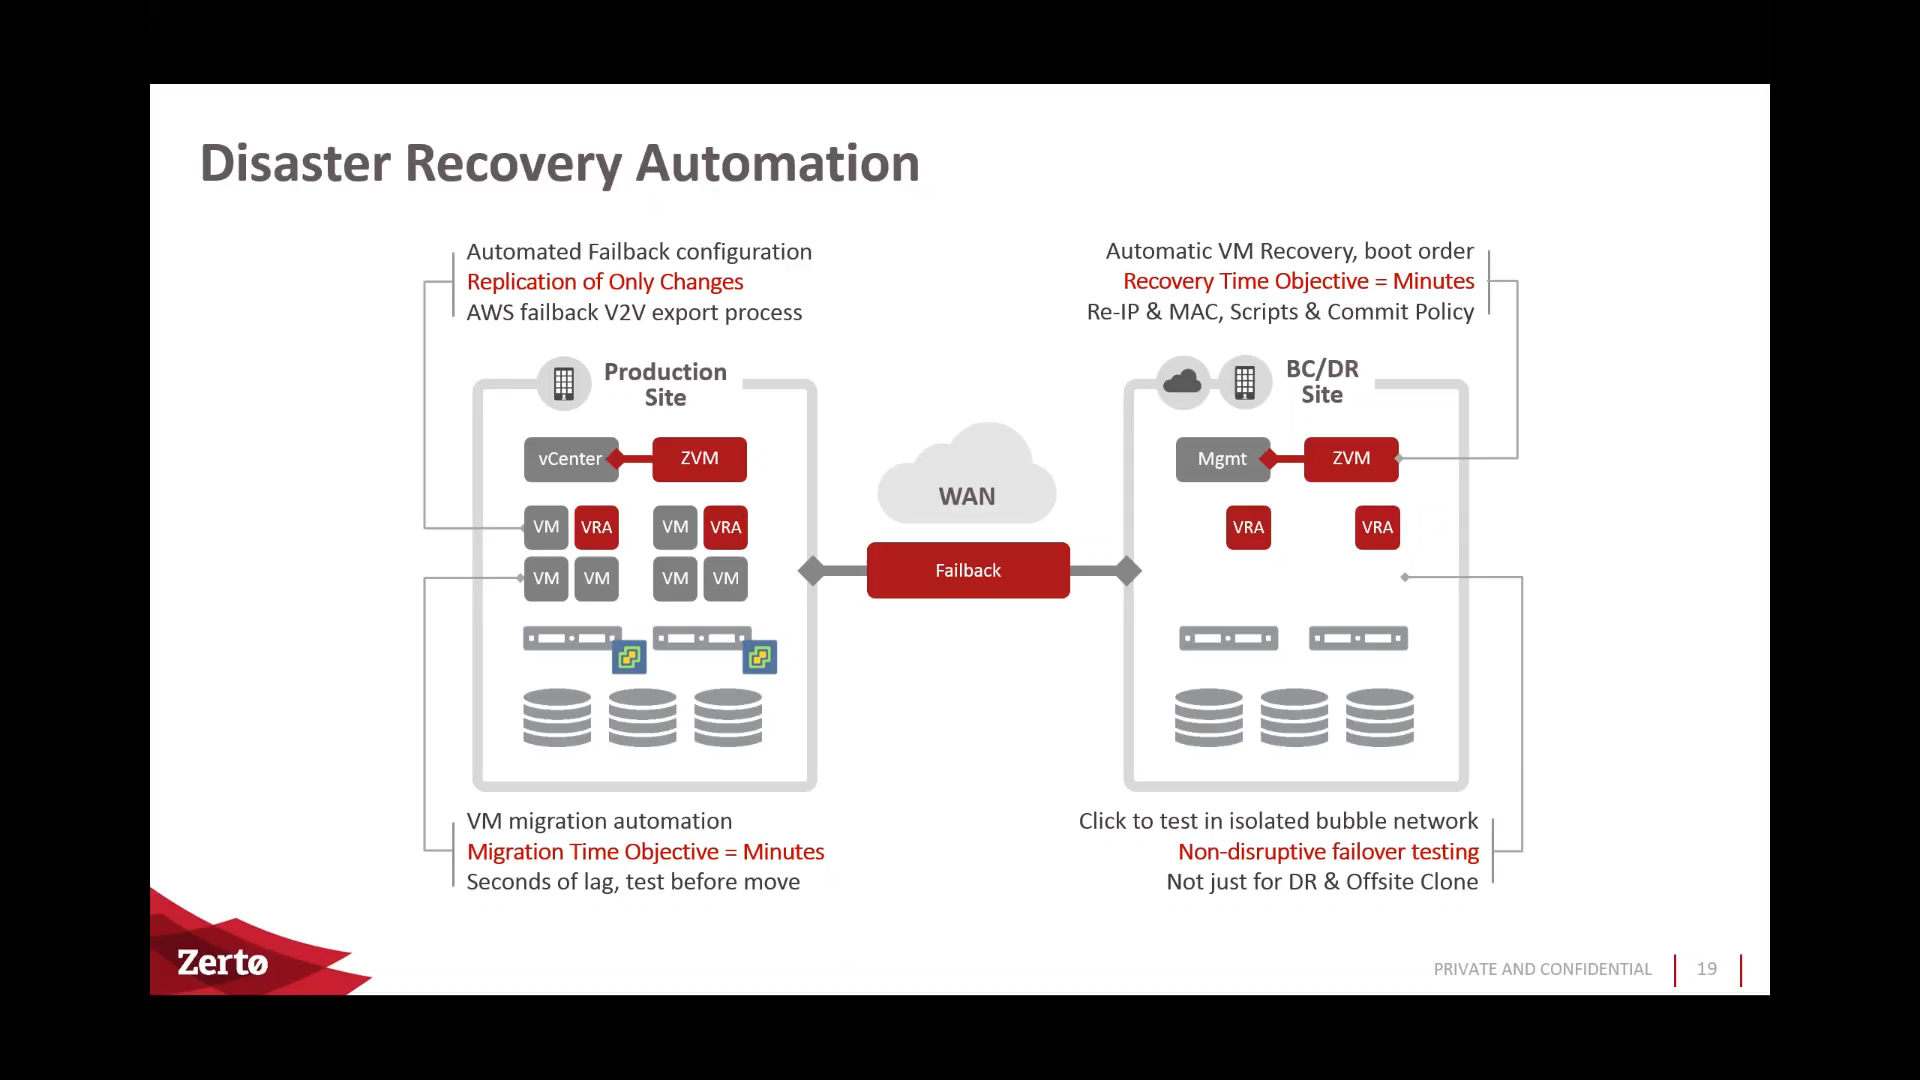 Disaster Recovery Automation
Automated Failback configuration
Replication of Only Changes
AWS failback V2V export process
Automatic VM Recovery, boot order
Recovery Time Objective = Minutes
Re-IP & MAC, Scripts & Commit Policy
Production
Site
vCenter
ZVM
VM
VRA
VM
VRA
VM
VM
VM
VM
WAN
Failback
BC/DR
Site
Mgmt
ZVM
VRA
VRA
VM migration automation
Migration Time Objective = Minutes
Seconds of lag, test before move
Click to test in isolated bubble network
Non-disruptive failover testing
Not just for DR & Offsite Clone
Zerto
PRIVATE AND CONFIDENTIAL
19